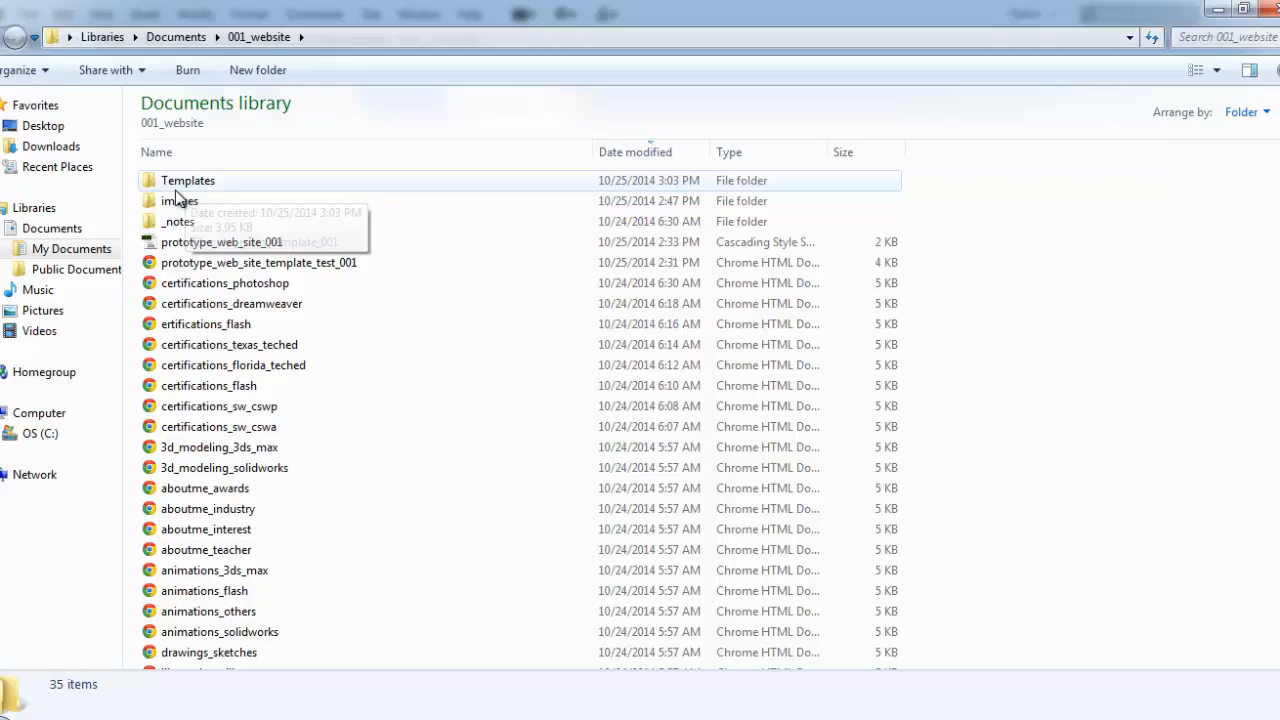 Libraries Documents 001_website Search 001_website
rganize Share with Burn New folder
Favorites
Desktop
Downloads
Recent Places
Libraries
Documents
My Documents
Public Document
Music
Pictures
Videos
Homegroup
Computer
OS (C:)
Network
Documents library
001_website
Arrange by: Folder
Name Date modified Type Size
Templates 10/25/2014 3:03 PM File folder
images 10/25/2014 2:47 PM File folder
Date created: 10/25/2014 3:03 PM
_notes 10/24/2014 6:30 AM File folder
Size: 3.95 KB
prototype_web_site_001 10/25/2014 2:33 PM Cascading Style S... 2 KB
prototype_web_site_template_test_001 10/25/2014 2:31 PM Chrome HTML Do... 4 KB
certifications_photoshop 10/24/2014 6:30 AM Chrome HTML Do... 5 KB
certifications_dreamweaver 10/24/2014 6:18 AM Chrome HTML Do... 5 KB
ertifications_flash 10/24/2014 6:16 AM Chrome HTML Do... 5 KB
certifications_texas_teched 10/24/2014 6:14 AM Chrome HTML Do... 5 KB
certifications_florida_teched 10/24/2014 6:12 AM Chrome HTML Do... 5 KB
certifications_flash 10/24/2014 6:10 AM Chrome HTML Do... 5 KB
certifications_sw_cswp 10/24/2014 6:08 AM Chrome HTML Do... 5 KB
certifications_sw_cswa 10/24/2014 6:07 AM Chrome HTML Do... 5 KB
3d_modeling_3ds_max 10/24/2014 5:57 AM Chrome HTML Do... 5 KB
3d_modeling_solidworks 10/24/2014 5:57 AM Chrome HTML Do... 5 KB
aboutme_awards 10/24/2014 5:57 AM Chrome HTML Do... 5 KB
aboutme_industry 10/24/2014 5:57 AM Chrome HTML Do... 5 KB
aboutme_interest 10/24/2014 5:57 AM Chrome HTML Do... 5 KB
aboutme_teacher 10/24/2014 5:57 AM Chrome HTML Do... 5 KB
animations_3ds_max 10/24/2014 5:57 AM Chrome HTML Do... 5 KB
animations_flash 10/24/2014 5:57 AM Chrome HTML Do... 5 KB
animations_others 10/24/2014 5:57 AM Chrome HTML Do... 5 KB
animations_solidworks 10/24/2014 5:57 AM Chrome HTML Do... 5 KB
drawings_sketches 10/24/2014 5:57 AM Chrome HTML Do... 5 KB
35 items